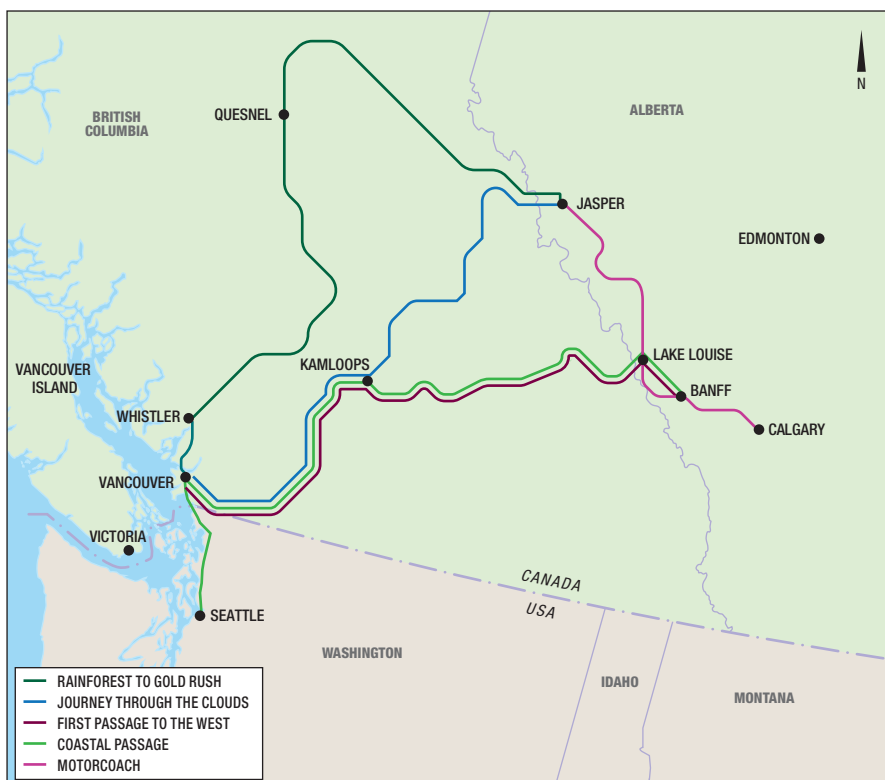 N
BRITISH
COLUMBIA
QUESNEL
ALBERTA
JASPER
EDMONTON
VANCOUVER
ISLAND
KAMLOOPS
LAKE LOUISE
BANFF
WHISTLER
CALGARY
VANCOUVER
VICTORIA
CANADA
USA
SEATTLE
WASHINGTON
IDAHO
MONTANA
RAINFOREST TO GOLD RUSH
JOURNEY THROUGH THE CLOUDS
FIRST PASSAGE TO THE WEST
COASTAL PASSAGE
MOTORCOACH